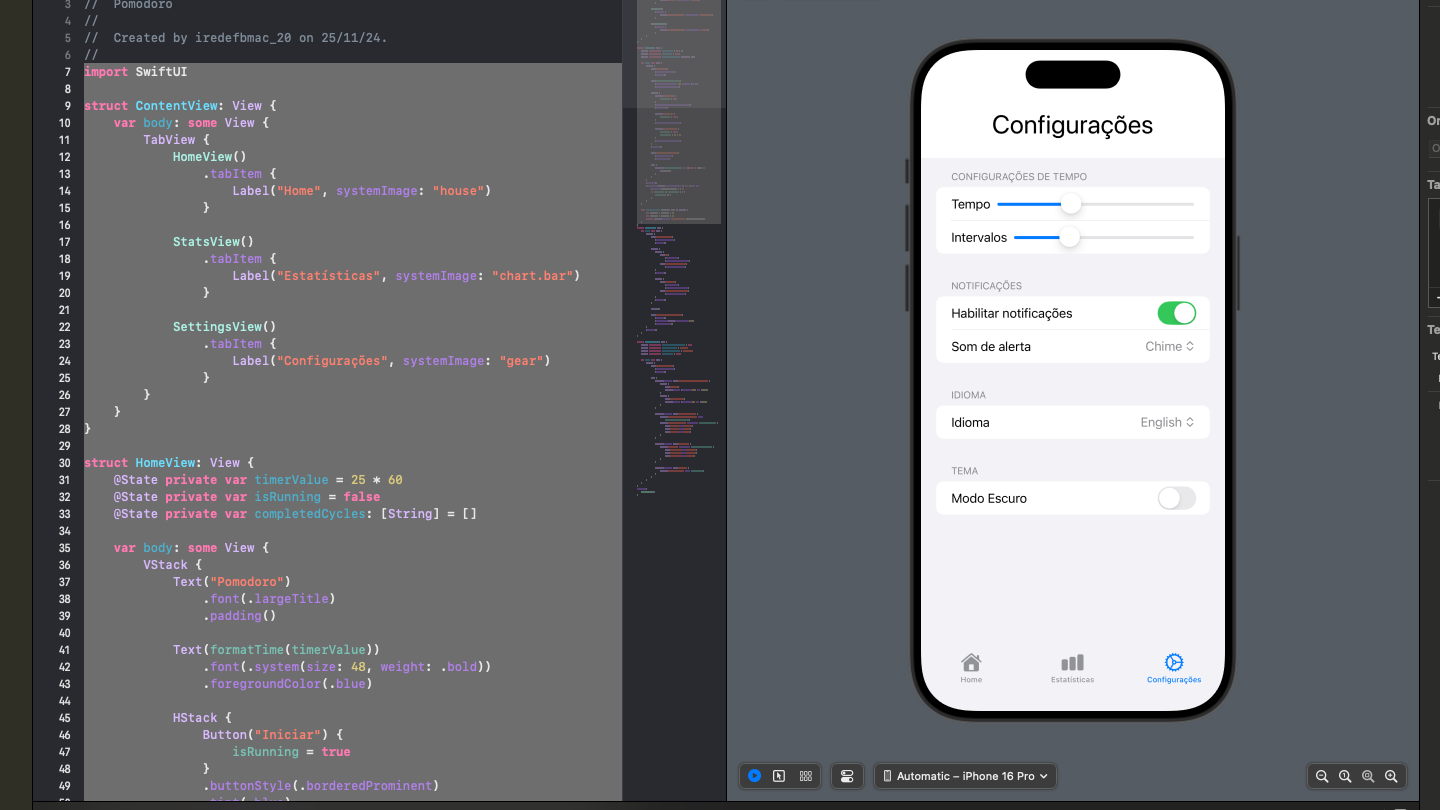 3 // Pomodoro
4 //
5 // Created by iredefbmac_20 on 25/11/24.
6 //
7 import SwiftUI
8
9 struct ContentView: View {
10 var body: some View {
11 TabView {
12 HomeView()
13 .tabItem {
14 Label("Home", systemImage: "house")
15 }
16
17 StatsView()
18 .tabItem {
19 Label("Estatísticas", systemImage: "chart.bar")
20 }
21
22 SettingsView()
23 .tabItem {
24 Label("Configurações", systemImage: "gear")
25 }
26 }
27 }
28 }
29
30 struct HomeView: View {
31 @State private var timerValue = 25 * 60
32 @State private var isRunning = false
33 @State private var completedCycles: [String] = []
34
35 var body: some View {
36 VStack {
37 Text("Pomodoro")
38 .font(.largeTitle)
39 .padding()
40
41 Text(formatTime(timerValue))
42 .font(.system(size: 48, weight: .bold))
43 .foregroundColor(.blue)
44
45 HStack {
46 Button("Iniciar") {
47 isRunning = true
48 }
49 .buttonStyle(.borderedProminent)
Configurações
CONFIGURAÇÕES DE TEMPO
Tempo
Intervalos
NOTIFICAÇÕES
Habilitar notificações
Som de alerta Chime
IDIOMA
Idioma English
TEMA
Modo Escuro
Home Estatísticas Configurações
Automatic – iPhone 16 Pro